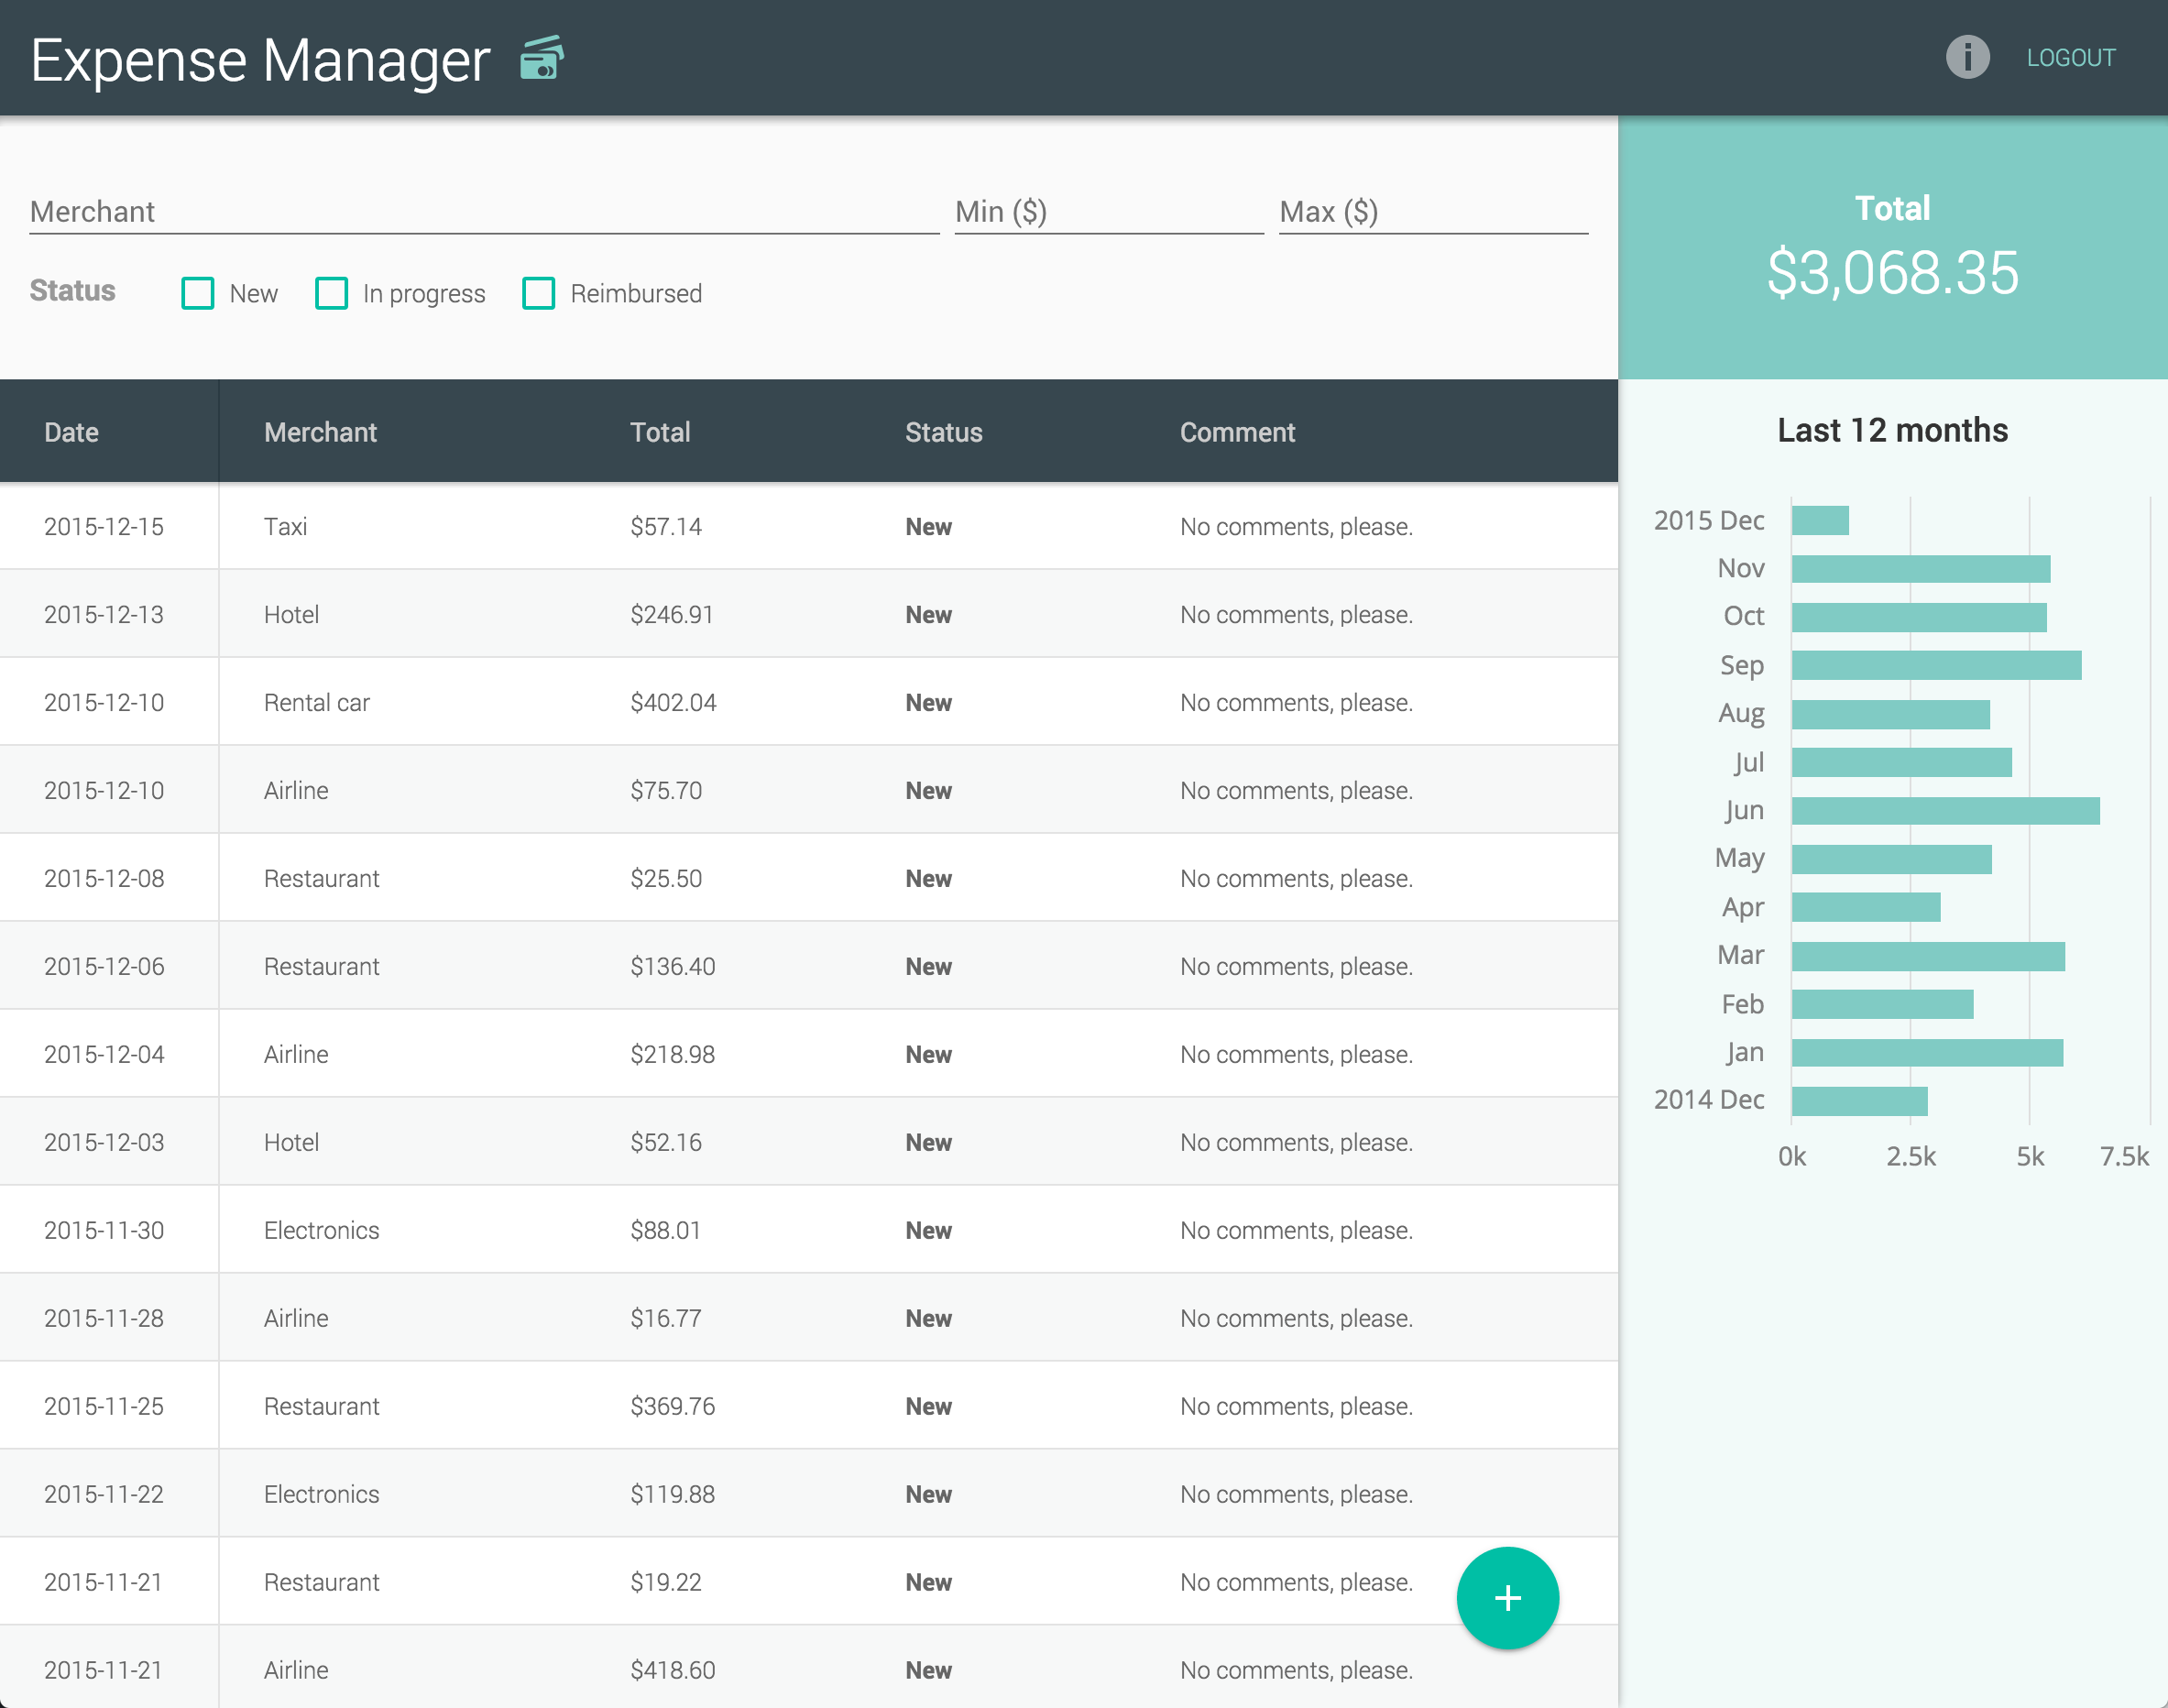 Expense Manager
LOGOUT
Merchant Min ($) Max ($)
Status New In progress Reimbursed
Total
$3,068.35
Date Merchant Total Status Comment
2015-12-15 Taxi $57.14 New No comments, please.
2015-12-13 Hotel $246.91 New No comments, please.
2015-12-10 Rental car $402.04 New No comments, please.
2015-12-10 Airline $75.70 New No comments, please.
2015-12-08 Restaurant $25.50 New No comments, please.
2015-12-06 Restaurant $136.40 New No comments, please.
2015-12-04 Airline $218.98 New No comments, please.
2015-12-03 Hotel $52.16 New No comments, please.
2015-11-30 Electronics $88.01 New No comments, please.
2015-11-28 Airline $16.77 New No comments, please.
2015-11-25 Restaurant $369.76 New No comments, please.
2015-11-22 Electronics $119.88 New No comments, please.
2015-11-21 Restaurant $19.22 New No comments, please.
2015-11-21 Airline $418.60 New No comments, please.
+
Last 12 months
2015 Dec
Nov
Oct
Sep
Aug
Jul
Jun
May
Apr
Mar
Feb
Jan
2014 Dec
0k 2.5k 5k 7.5k